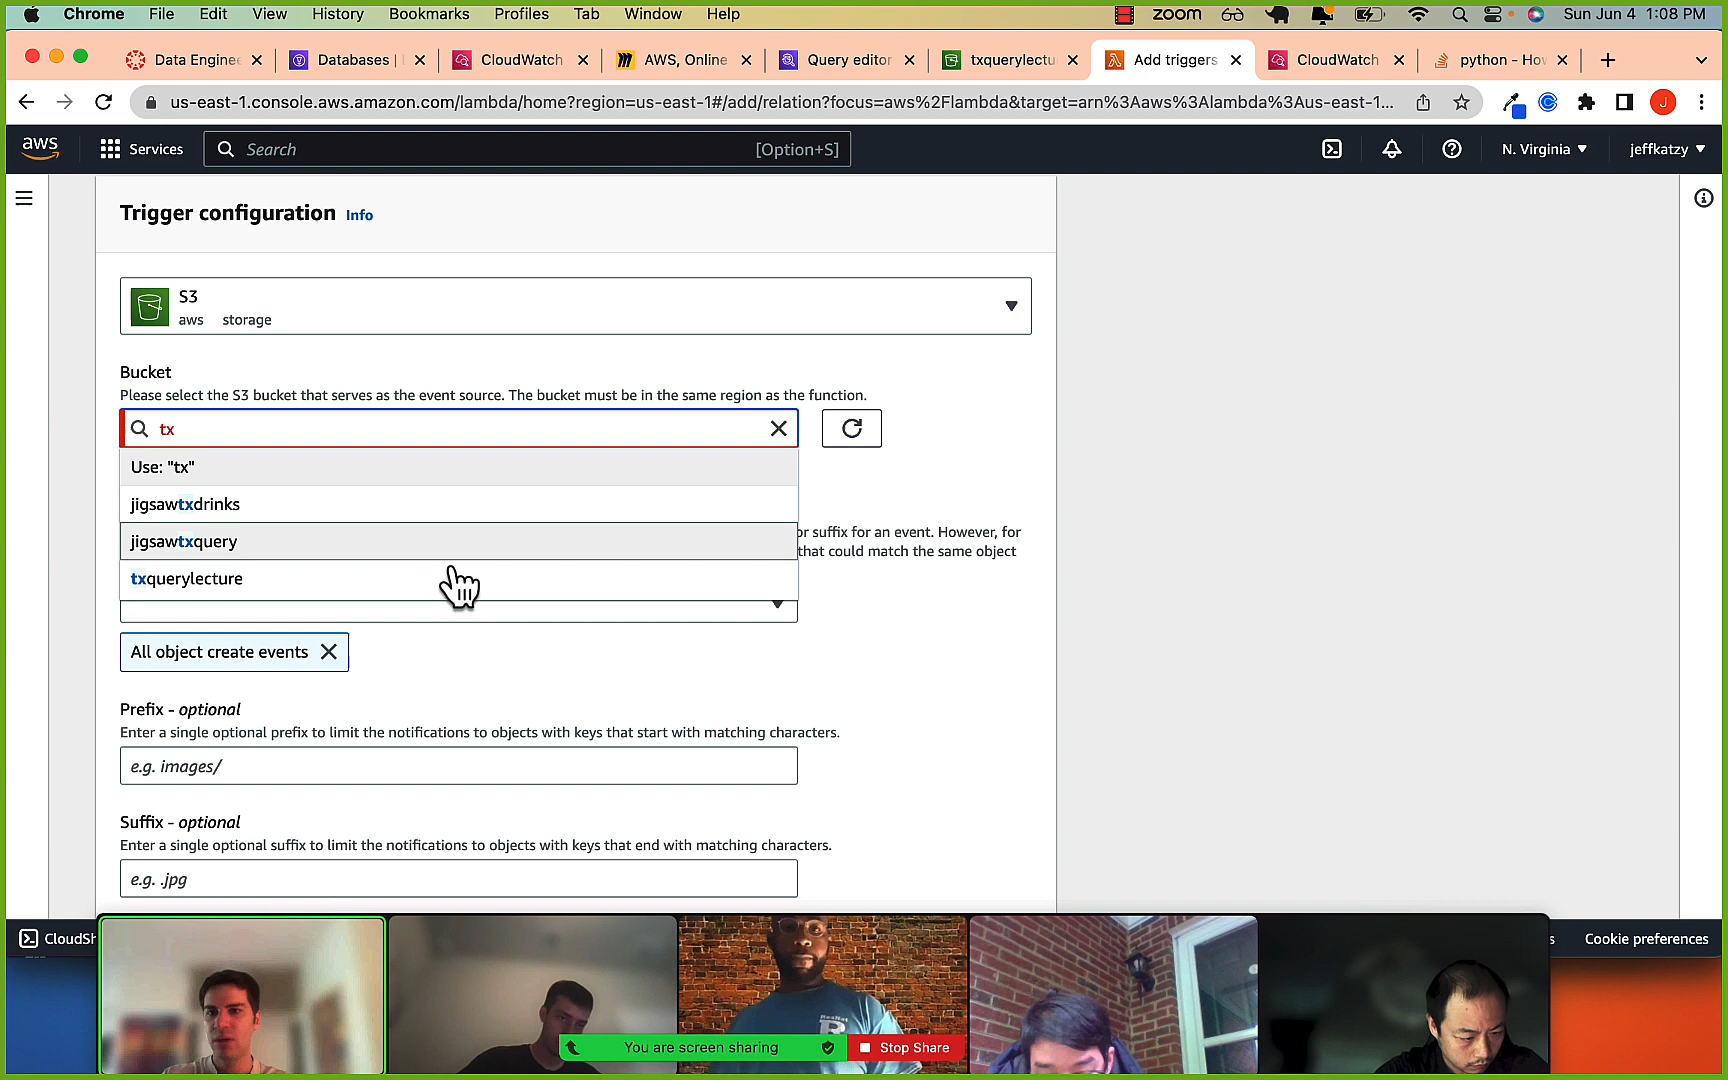 Chrome File Edit View History Bookmarks Profiles Tab Window Help zoom Sun Jun 4 1:08 PM
Data Enginee Databases | CloudWatch AWS, Online Query editor txquerylectu Add triggers CloudWatch python - How
us-east-1.console.aws.amazon.com/lambda/home?region=us-east-1#/add/relation?focus=aws%2Flambda&target=arn%3Aaws%3Alambda%3Aus-east-1... J
aws Services Search [Option+S] N. Virginia jeffkatzy
Trigger configuration Info
S3
aws storage
Bucket
Please select the S3 bucket that serves as the event source. The bucket must be in the same region as the function.
tx
Use: "tx"
jigsawtxdrinks
or suffix for an event. However, for
jigsawtxquery
that could match the same object
txquerylecture
All object create events
Prefix - optional
Enter a single optional prefix to limit the notifications to objects with keys that start with matching characters.
e.g. images/
Suffix - optional
Enter a single optional suffix to limit the notifications to objects with keys that end with matching characters.
e.g. .jpg
CloudSh s Cookie preferences
You are screen sharing Stop Share